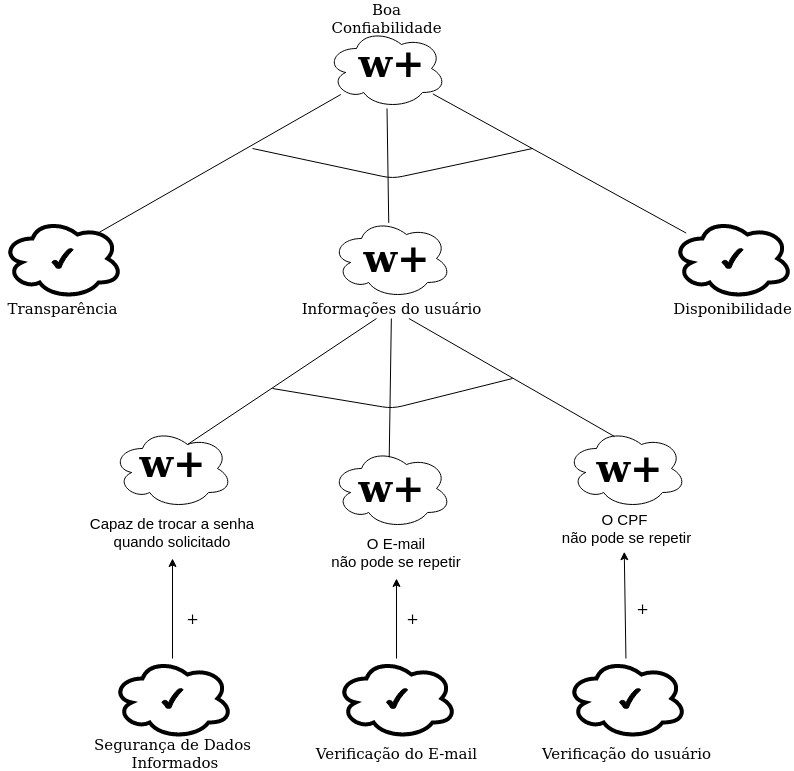 Boa
Confiabilidade
w+
✓
w+
✓
Transparência
Informações do usuário
Disponibilidade
w+
w+
w+
Capaz de trocar a senha
quando solicitado
O E-mail
não pode se repetir
O CPF
não pode se repetir
+
+
+
✓
✓
✓
Segurança de Dados
Informados
Verificação do E-mail
Verificação do usuário